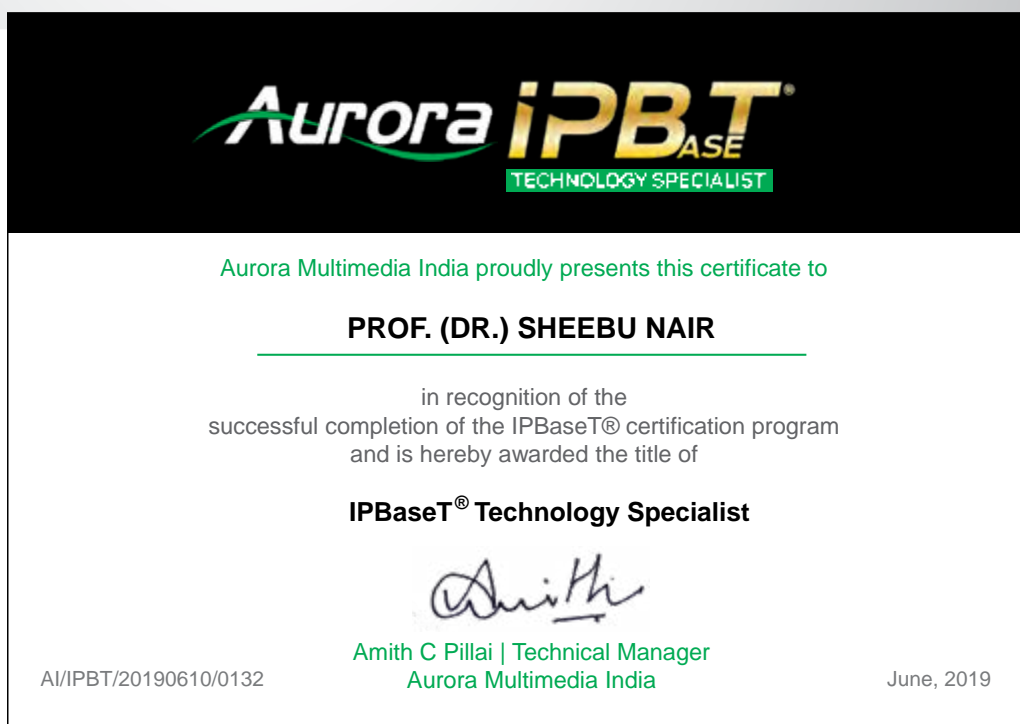 Aurora iPBASET®
TECHNOLOGY SPECIALIST
Aurora Multimedia India proudly presents this certificate to
PROF. (DR.) SHEEBU NAIR
in recognition of the
successful completion of the IPBaseT® certification program
and is hereby awarded the title of
IPBaseT® Technology Specialist
Amith
Amith C Pillai | Technical Manager
Aurora Multimedia India
AI/IPBT/20190610/0132
June, 2019